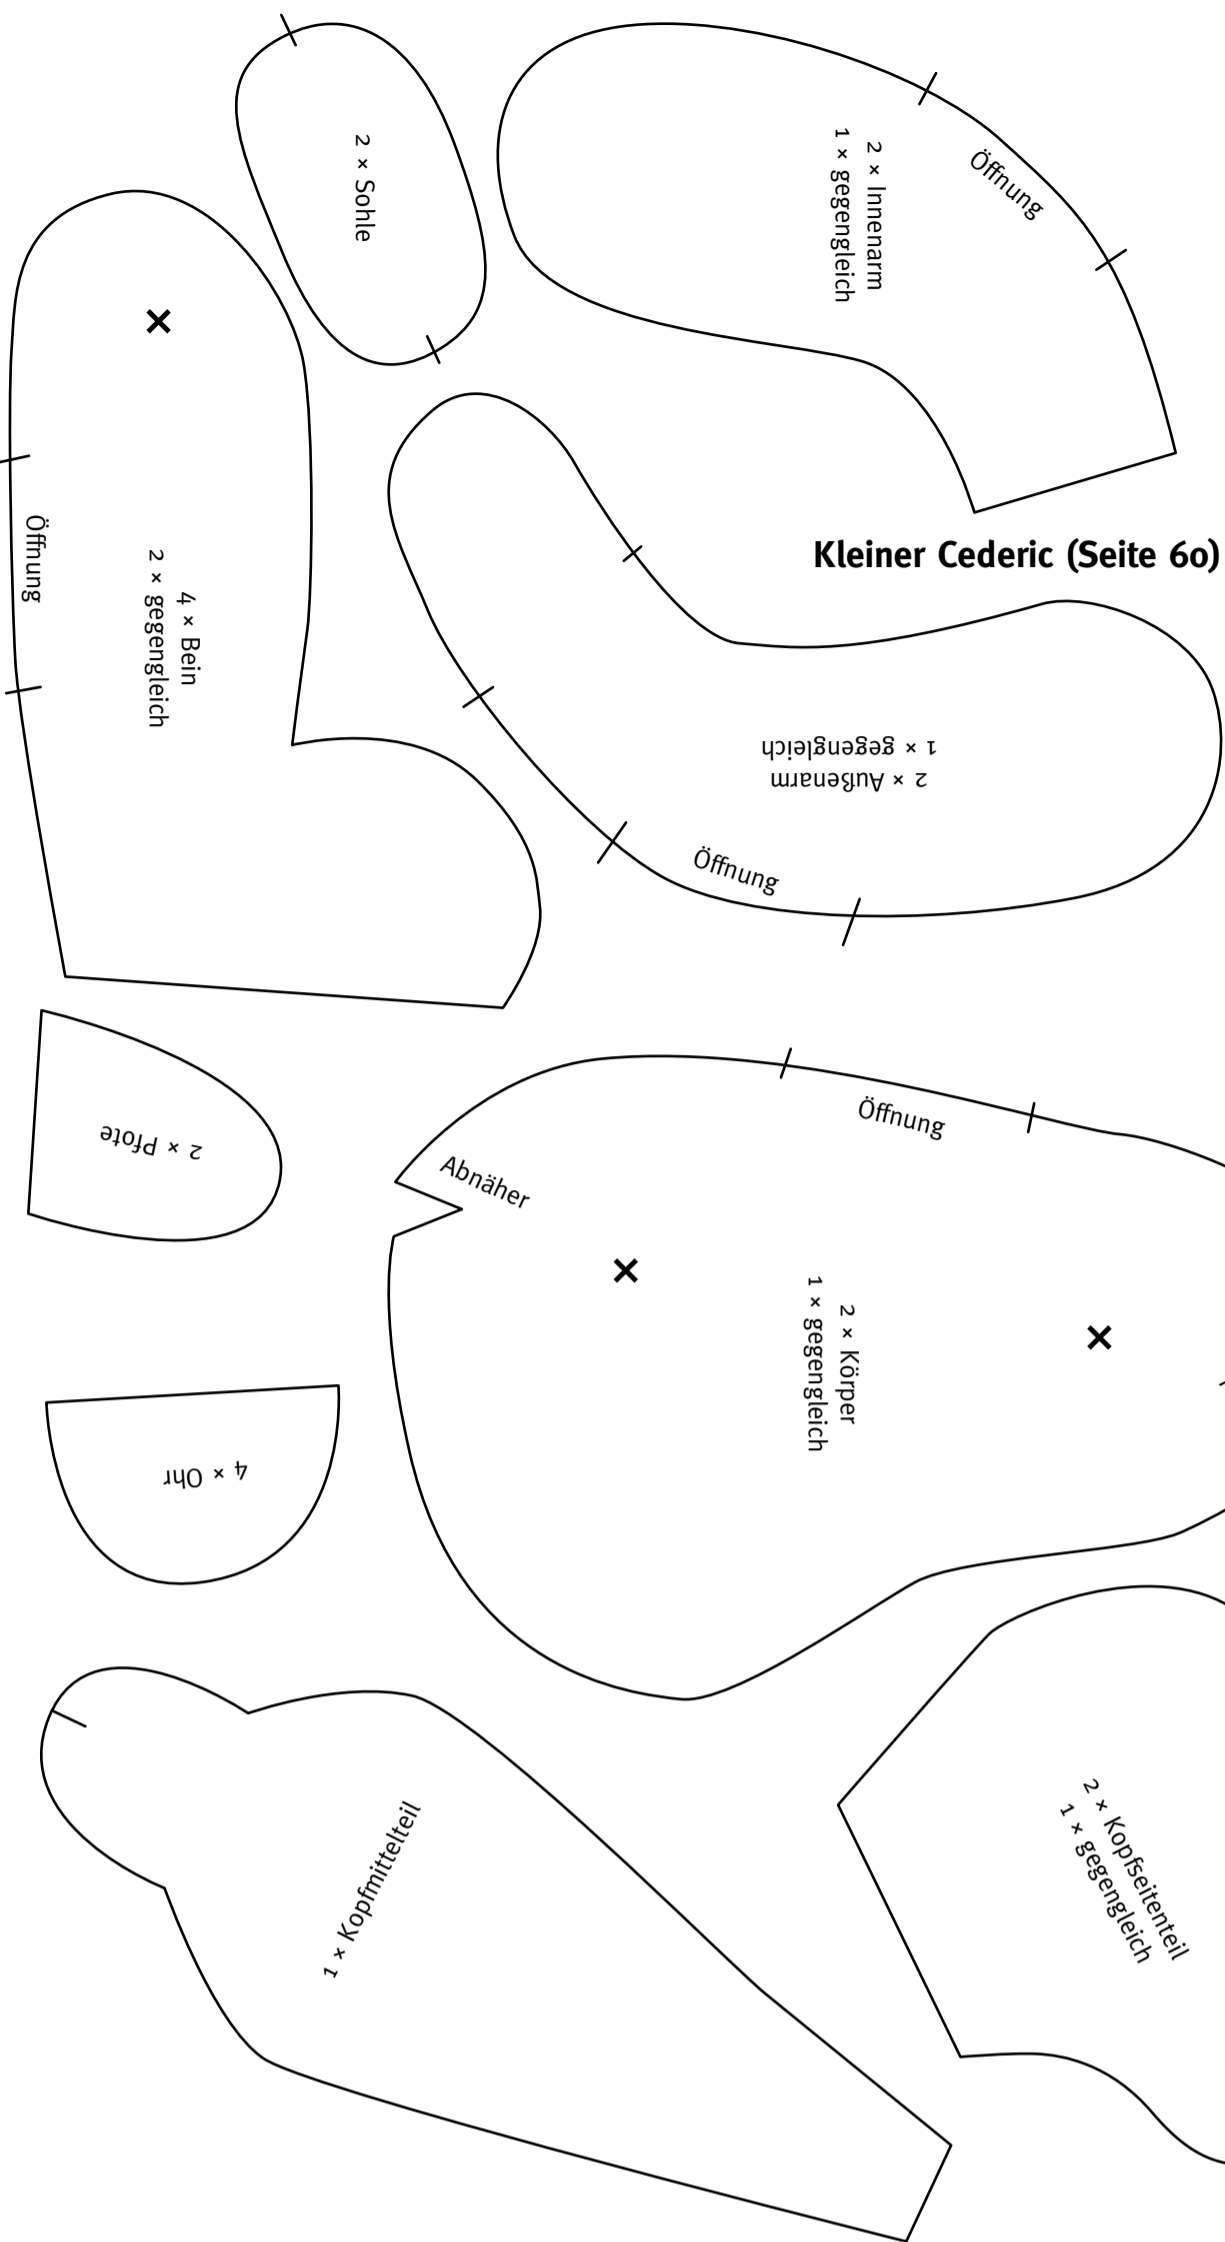 2 × Sohle
2 × Innenarm
1 × gegengleich
Öffnung
Kleiner Cederic (Seite 60)
Öffnung
4 × Bein
2 × gegengleich
2 × Außenarm
1 × gegengleich
Öffnung
2 × Pfote
Öffnung
Abnäher
2 × Körper
1 × gegengleich
4 × Ohr
1 × Kopfmittelteil
2 × Kopfseitenteil
1 × gegengleich